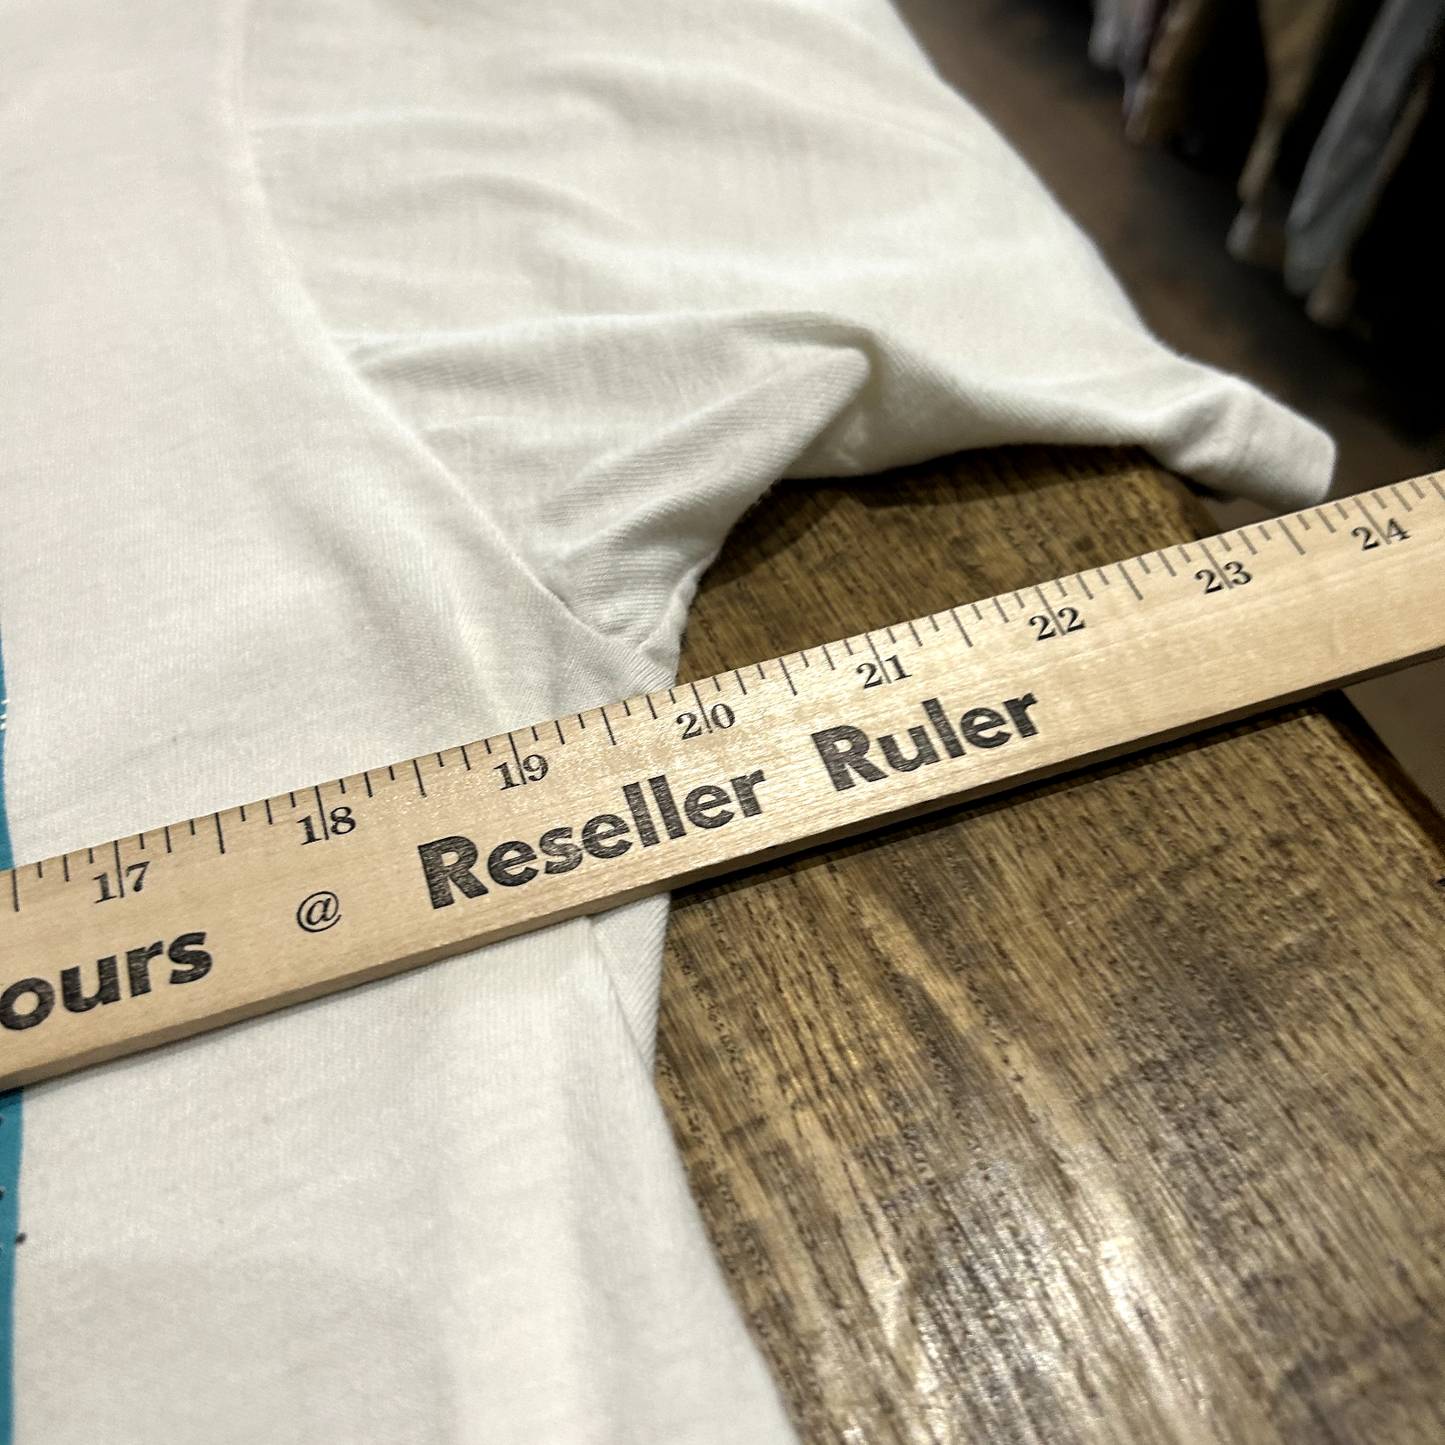 17 18 19 20 21 22 23 24
ours @ Reseller Ruler